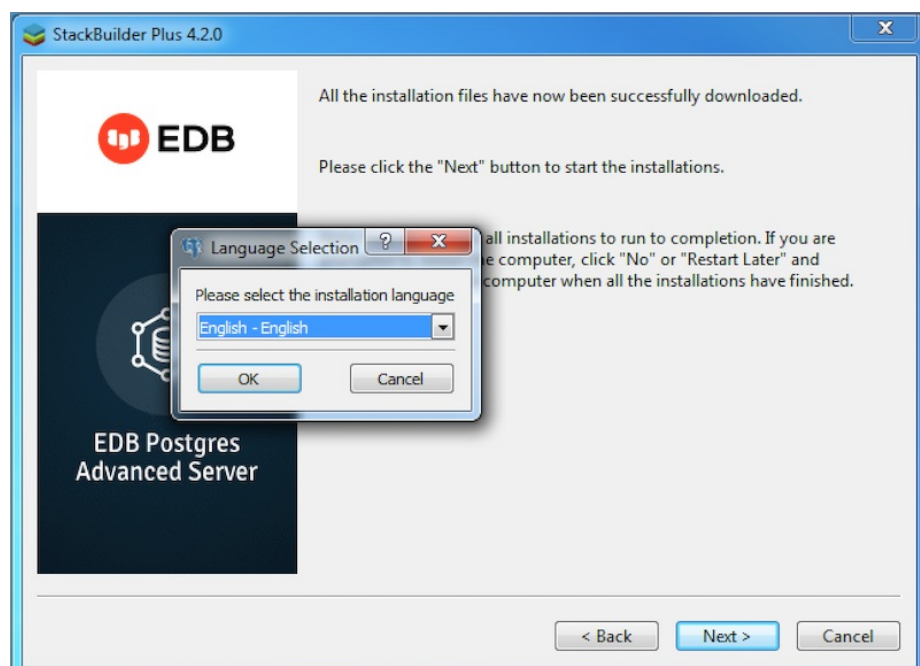 StackBuilder Plus 4.2.0
EDB
All the installation files have now been successfully downloaded.
Please click the "Next" button to start the installations.
all installations to run to completion. If you are
computer, click "No" or "Restart Later" and
computer when all the installations have finished.
Language Selection
Please select the installation language
English - English
OK
Cancel
EDB Postgres
Advanced Server
< Back
Next >
Cancel